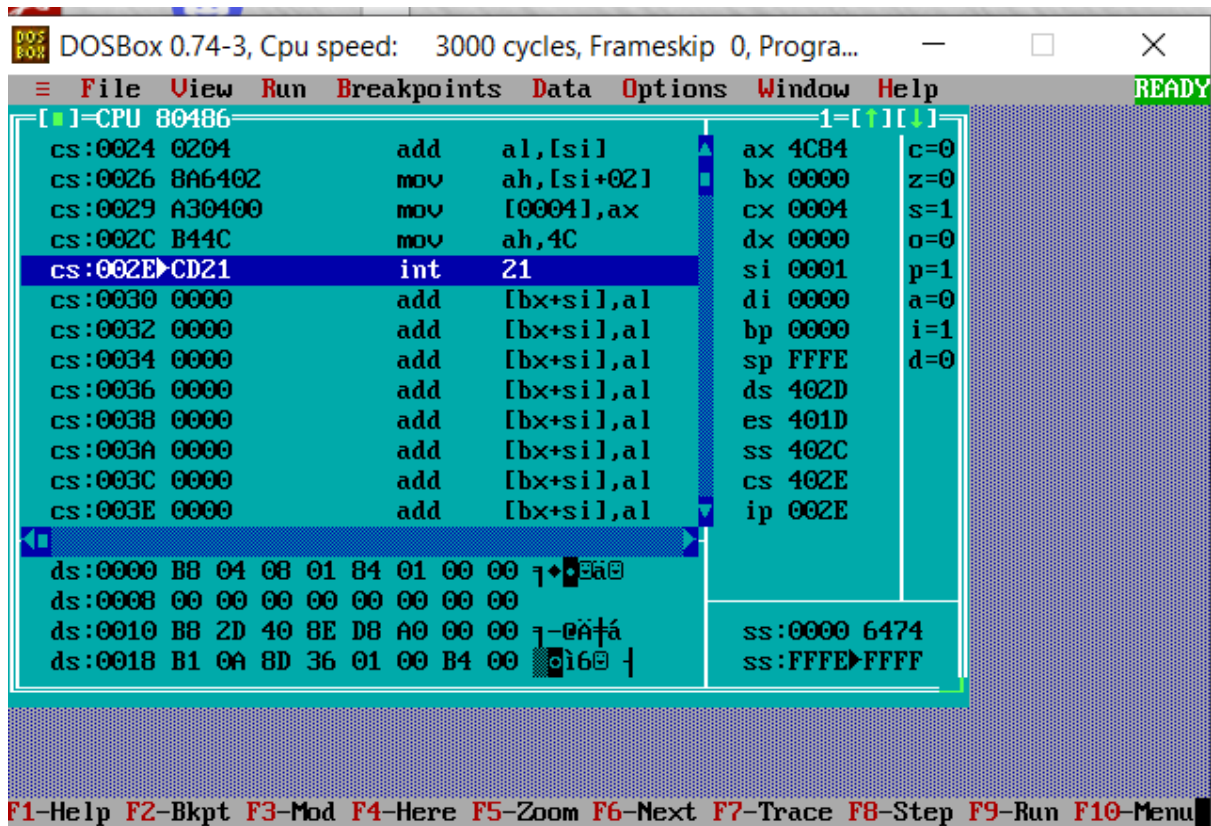 DOSBox 0.74-3, Cpu speed: 3000 cycles, Frameskip 0, Progra...
≡ File View Run Breakpoints Data Options Window Help READY
[■]=CPU 80486 1=[↑][↓]
cs:0024 0204 add al,[si] ax 4C84 c=0
cs:0026 8A6402 mov ah,[si+02] bx 0000 z=0
cs:0029 A30400 mov [0004],ax cx 0004 s=1
cs:002C B44C mov ah,4C dx 0000 o=0
cs:002E►CD21 int 21 si 0001 p=1
cs:0030 0000 add [bx+si],al di 0000 a=0
cs:0032 0000 add [bx+si],al bp 0000 i=1
cs:0034 0000 add [bx+si],al sp FFFE d=0
cs:0036 0000 add [bx+si],al ds 402D
cs:0038 0000 add [bx+si],al es 401D
cs:003A 0000 add [bx+si],al ss 402C
cs:003C 0000 add [bx+si],al cs 402E
cs:003E 0000 add [bx+si],al ip 002E
ds:0000 B8 04 08 01 84 01 00 00 ╕♦◘☺ä☺
ds:0008 00 00 00 00 00 00 00 00
ds:0010 B8 2D 40 8E D8 A0 00 00 ╕-@Ä╪á
ds:0018 B1 0A 8D 36 01 00 B4 00 ▒◙ì6☺ ┤
ss:0000 6474
ss:FFFE►FFFF
F1-Help F2-Bkpt F3-Mod F4-Here F5-Zoom F6-Next F7-Trace F8-Step F9-Run F10-Menu